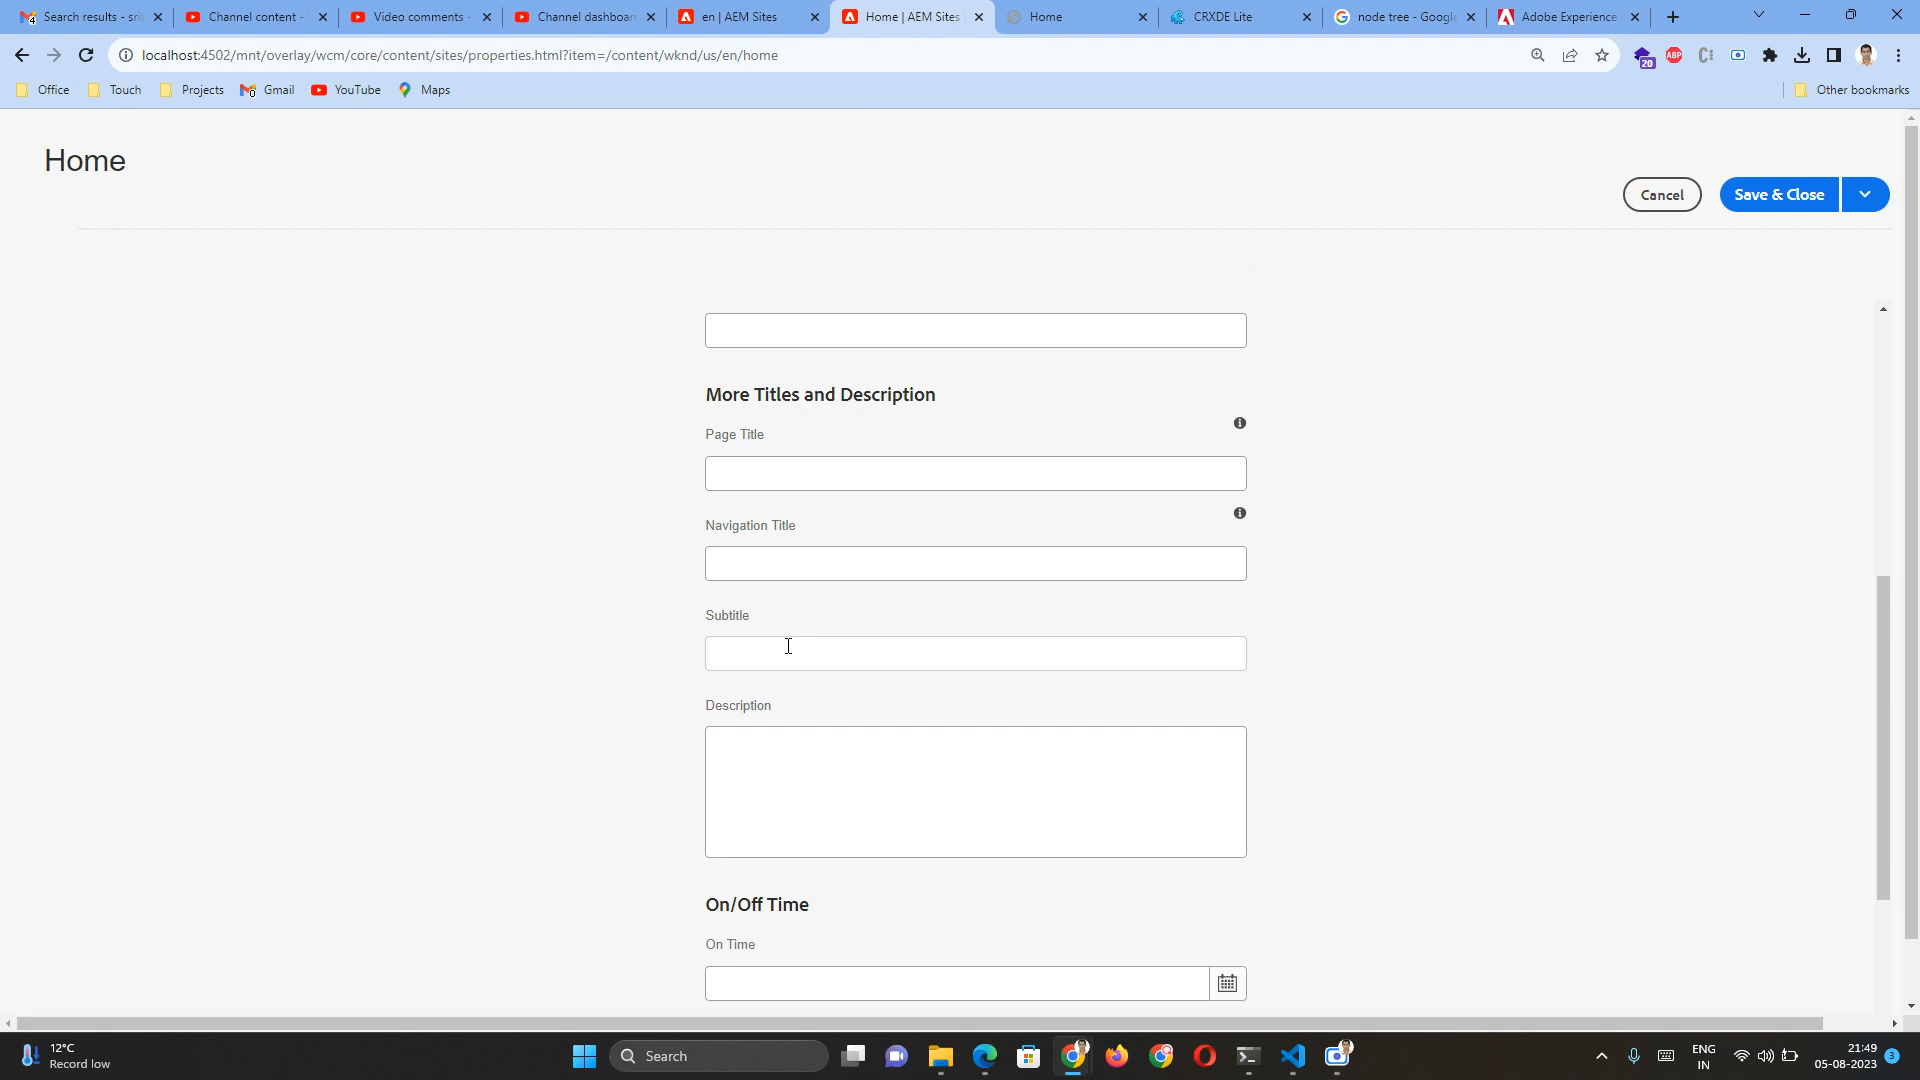 Search results - sri
Channel content -
Video comments -
Channel dashboard
en | AEM Sites
Home | AEM Sites
Home
CRXDE Lite
node tree - Google
Adobe Experience
localhost:4502/mnt/overlay/wcm/core/content/sites/properties.html?item=/content/wknd/us/en/home
20
ABP
Office
Touch
Projects
Gmail
YouTube
Maps
Other bookmarks
Home
Cancel
Save & Close
More Titles and Description
Page Title
Navigation Title
Subtitle
Description
On/Off Time
On Time
12°C
Record low
Search
ENG
IN
21:49
05-08-2023
3